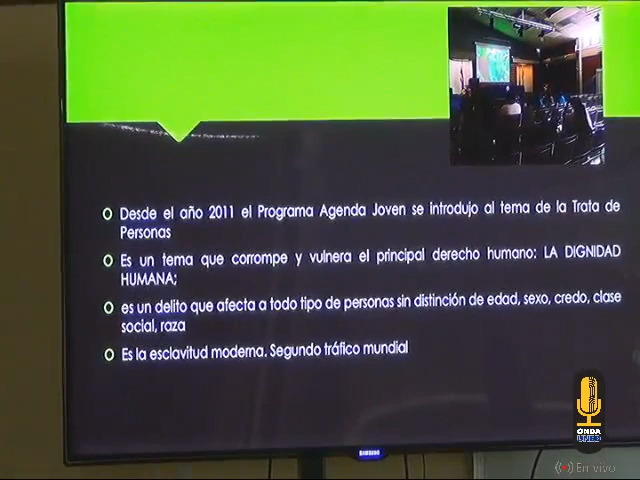 Desde el año 2011 el Programa Agenda Joven se introdujo al tema de la Trata de
Personas
Es un tema que corrompe y vulnera el principal derecho humano: LA DIGNIDAD
HUMANA;
es un delito que afecta a todo tipo de personas sin distinción de edad, sexo, credo, clase
social, raza
Es la esclavitud moderna. Segundo tráfico mundial
ONDA
UNED
SAMSUNG
En vivo